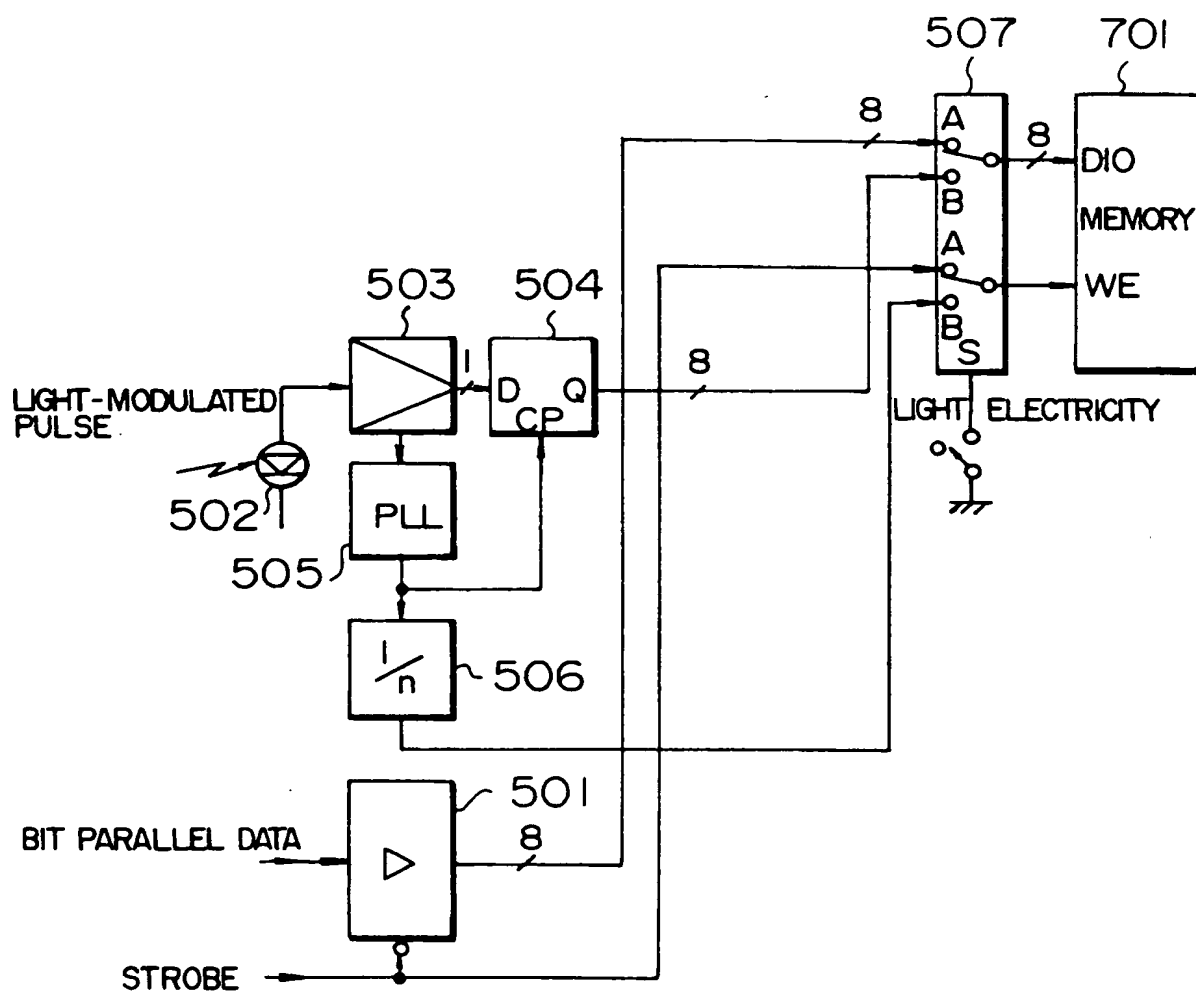 507 701
8 A 8 DIO
B MEMORY
A WE
B
S
503 504
1 D Q 8
CP
LIGHT-MODULATED
PULSE
LIGHT ELECTRICITY
502
PLL
505
1/n 506
501
BIT PARALLEL DATA
8
STROBE